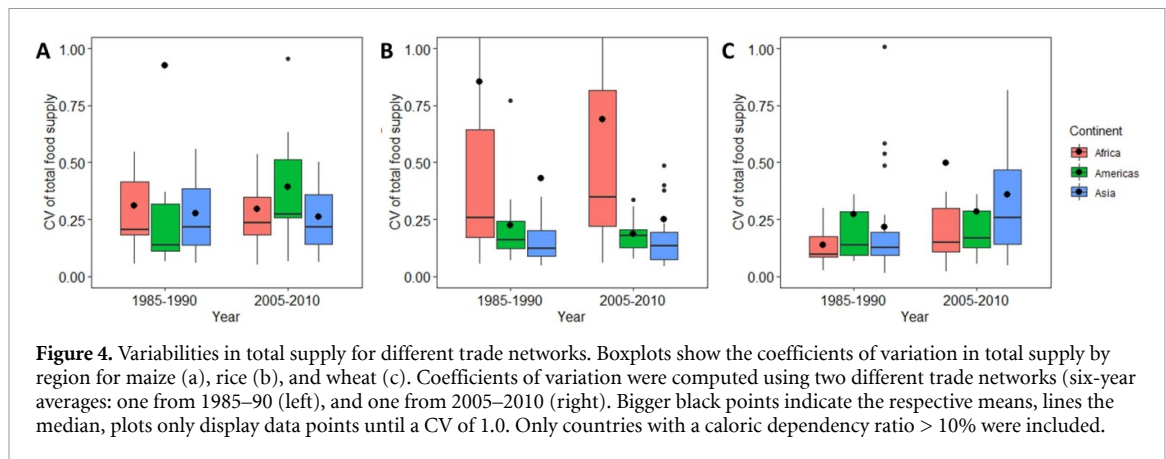 A
B
C
CV of total food supply
1.00
0.75
0.50
0.25
0.00
1985-1990
2005-2010
Year
CV of total food supply
1.00
0.75
0.50
0.25
0.00
1985-1990
2005-2010
Year
CV of total food supply
1.00
0.75
0.50
0.25
0.00
1985-1990
2005-2010
Year
Continent
Africa
Americas
Asia
Figure 4. Variabilities in total supply for different trade networks. Boxplots show the coefficients of variation in total supply by
region for maize (a), rice (b), and wheat (c). Coefficients of variation were computed using two different trade networks (six-year
averages: one from 1985–90 (left), and one from 2005–2010 (right). Bigger black points indicate the respective means, lines the
median, plots only display data points until a CV of 1.0. Only countries with a caloric dependency ratio > 10% were included.